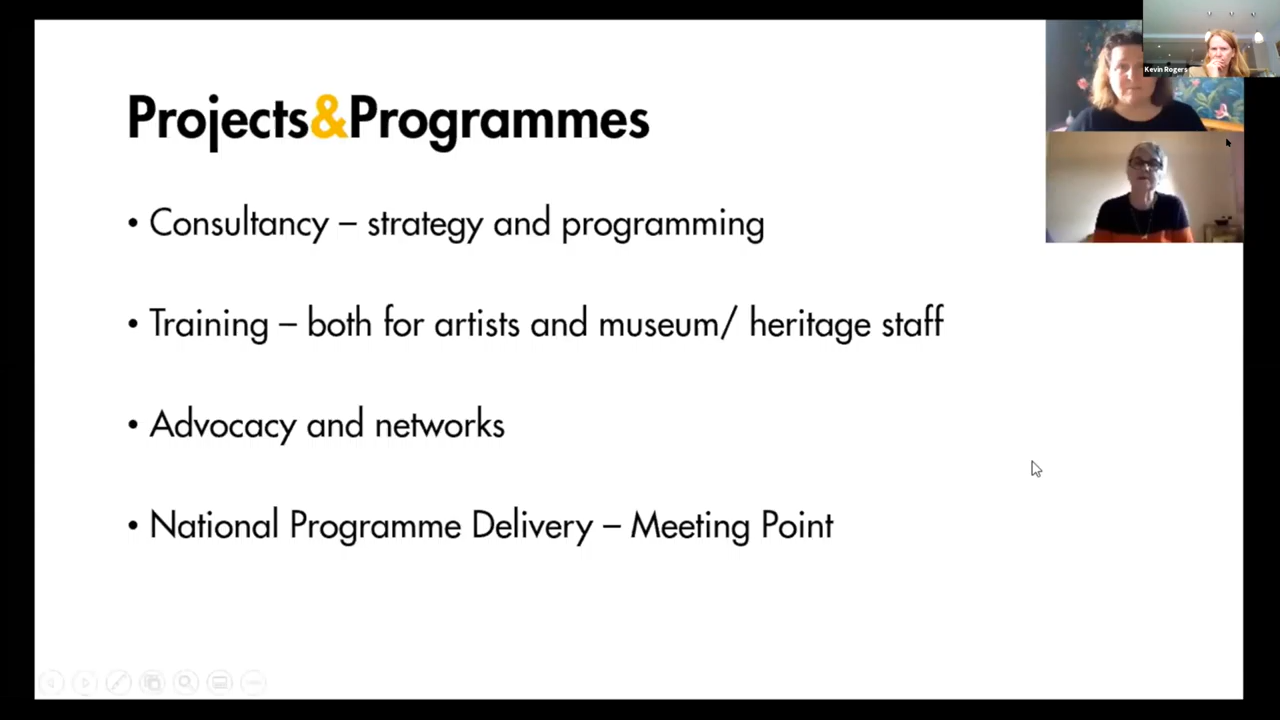 Projects&Programmes
• Consultancy – strategy and programming
• Training – both for artists and museum/ heritage staff
• Advocacy and networks
• National Programme Delivery – Meeting Point
Kevin Rogers